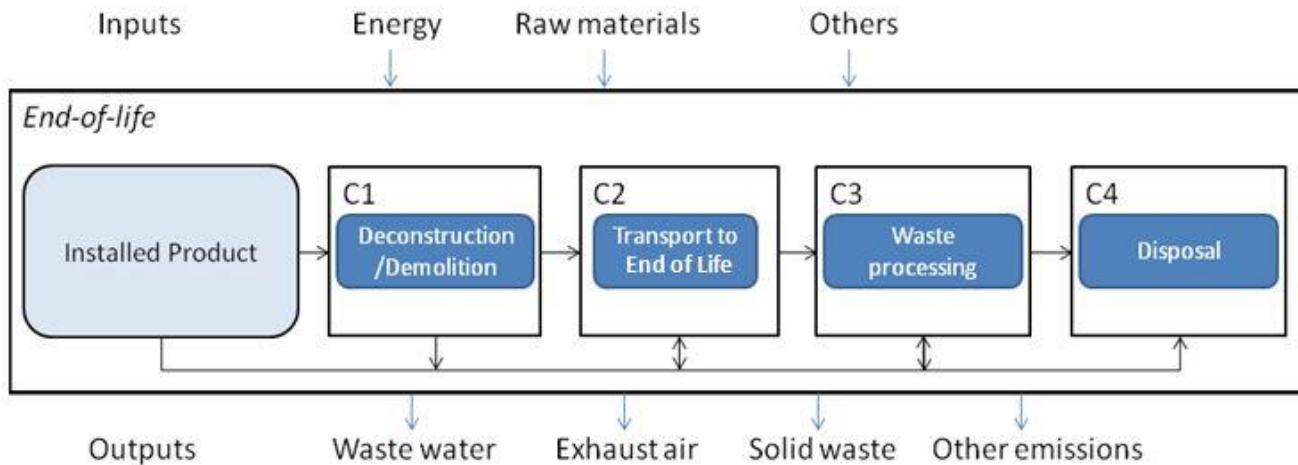 Inputs Energy Raw materials Others
End-of-life
Installed Product
C1
Deconstruction
/Demolition
C2
Transport to
End of Life
C3
Waste
processing
C4
Disposal
Outputs Waste water Exhaust air Solid waste Other emissions